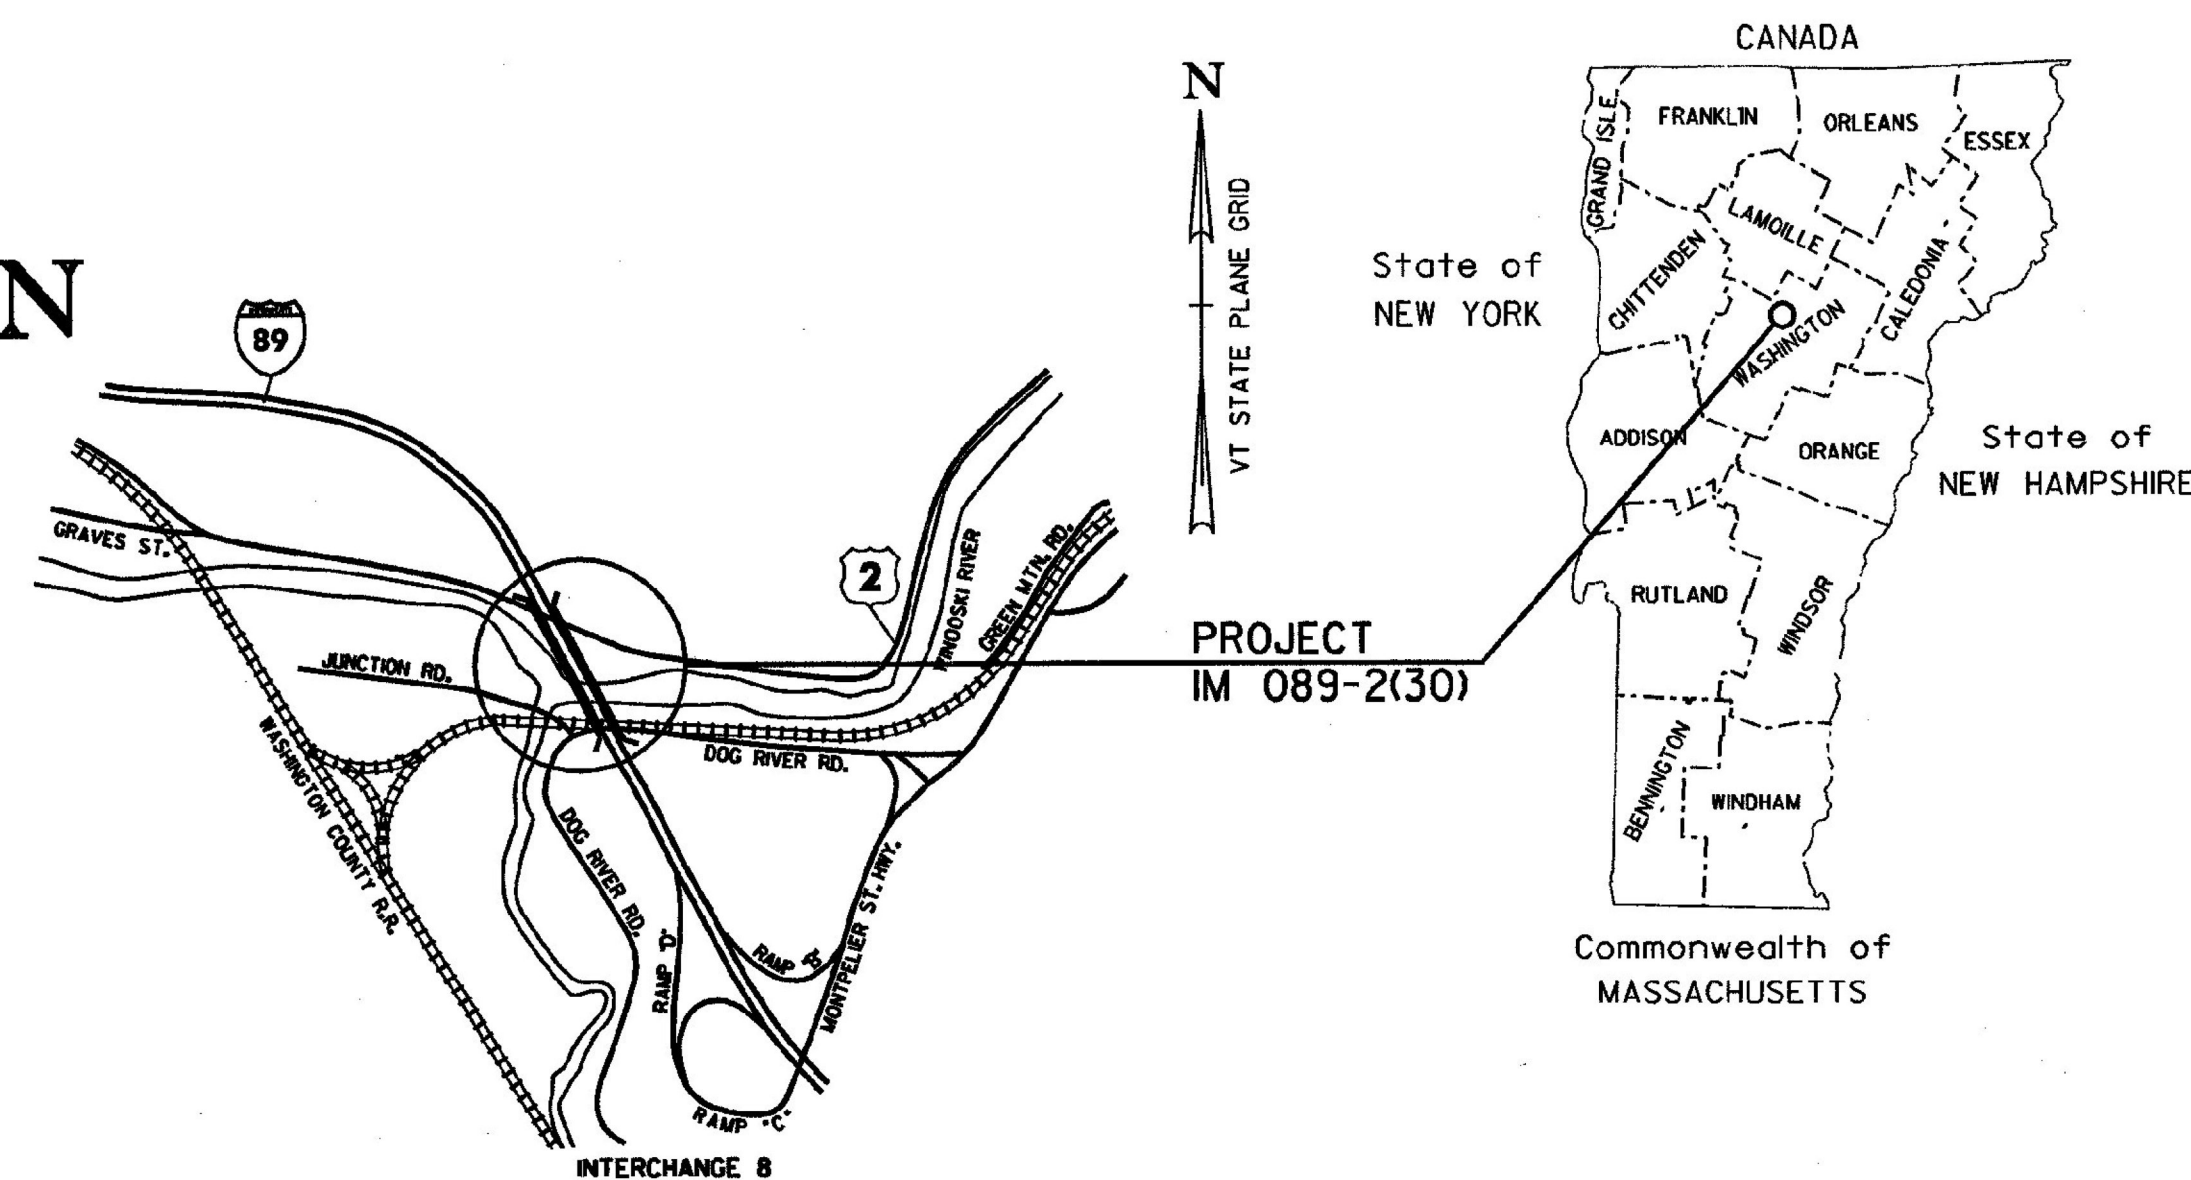 N
89
GRAVES ST.
JUNCTION RD.
WASHINGTON COUNTY R.R.
2
WINOOSKI RIVER
GREEN MTN. RD.
DOG RIVER RD.
DOG RIVER RD.
RAMP "D"
RAMP "B"
MONTPELIER ST. HWY.
RAMP "C"
INTERCHANGE 8
N
VT STATE PLANE GRID
PROJECT
IM 089-2(30)
CANADA
GRAND ISLE
FRANKLIN
ORLEANS
ESSEX
LAMOILLE
CHITTENDEN
CALEDONIA
WASHINGTON
State of
NEW YORK
ADDISON
ORANGE
State of
NEW HAMPSHIRE
RUTLAND
WINDSOR
BENNINGTON
WINDHAM
Commonwealth of
MASSACHUSETTS